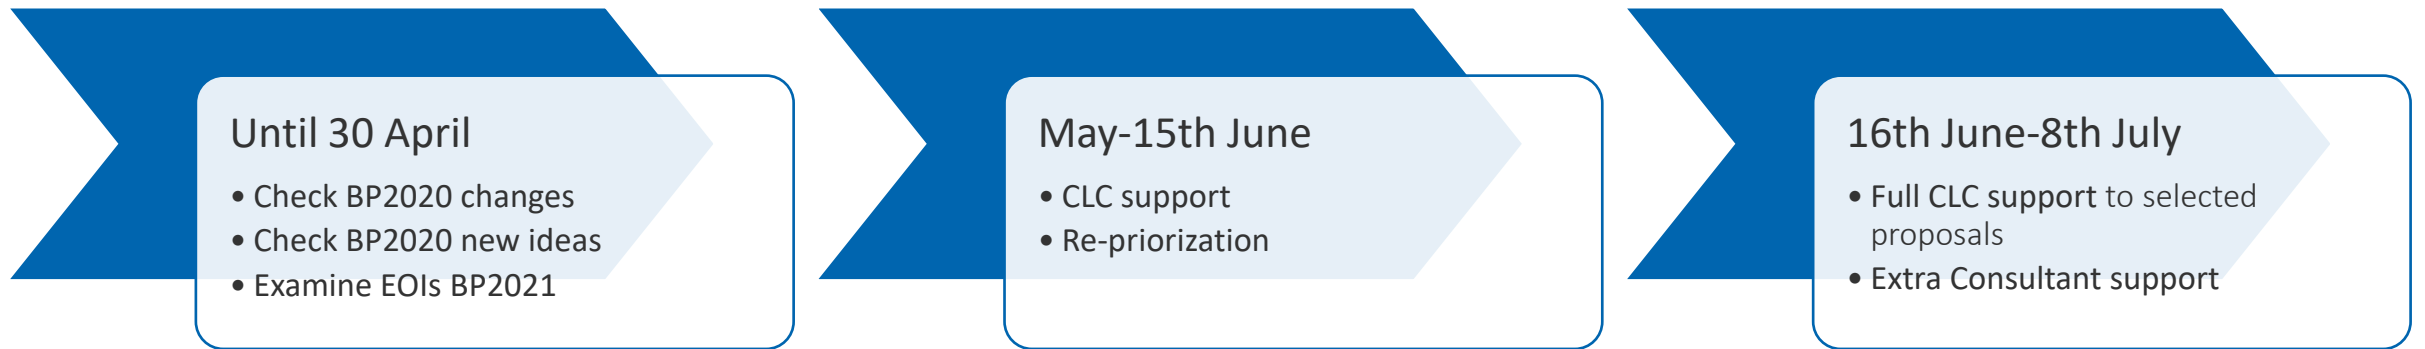 Until 30 April
• Check BP2020 changes
• Check BP2020 new ideas
• Examine EOIs BP2021
May-15th June
• CLC support
• Re-priorization
16th June-8th July
• Full CLC support to selected
proposals
• Extra Consultant support